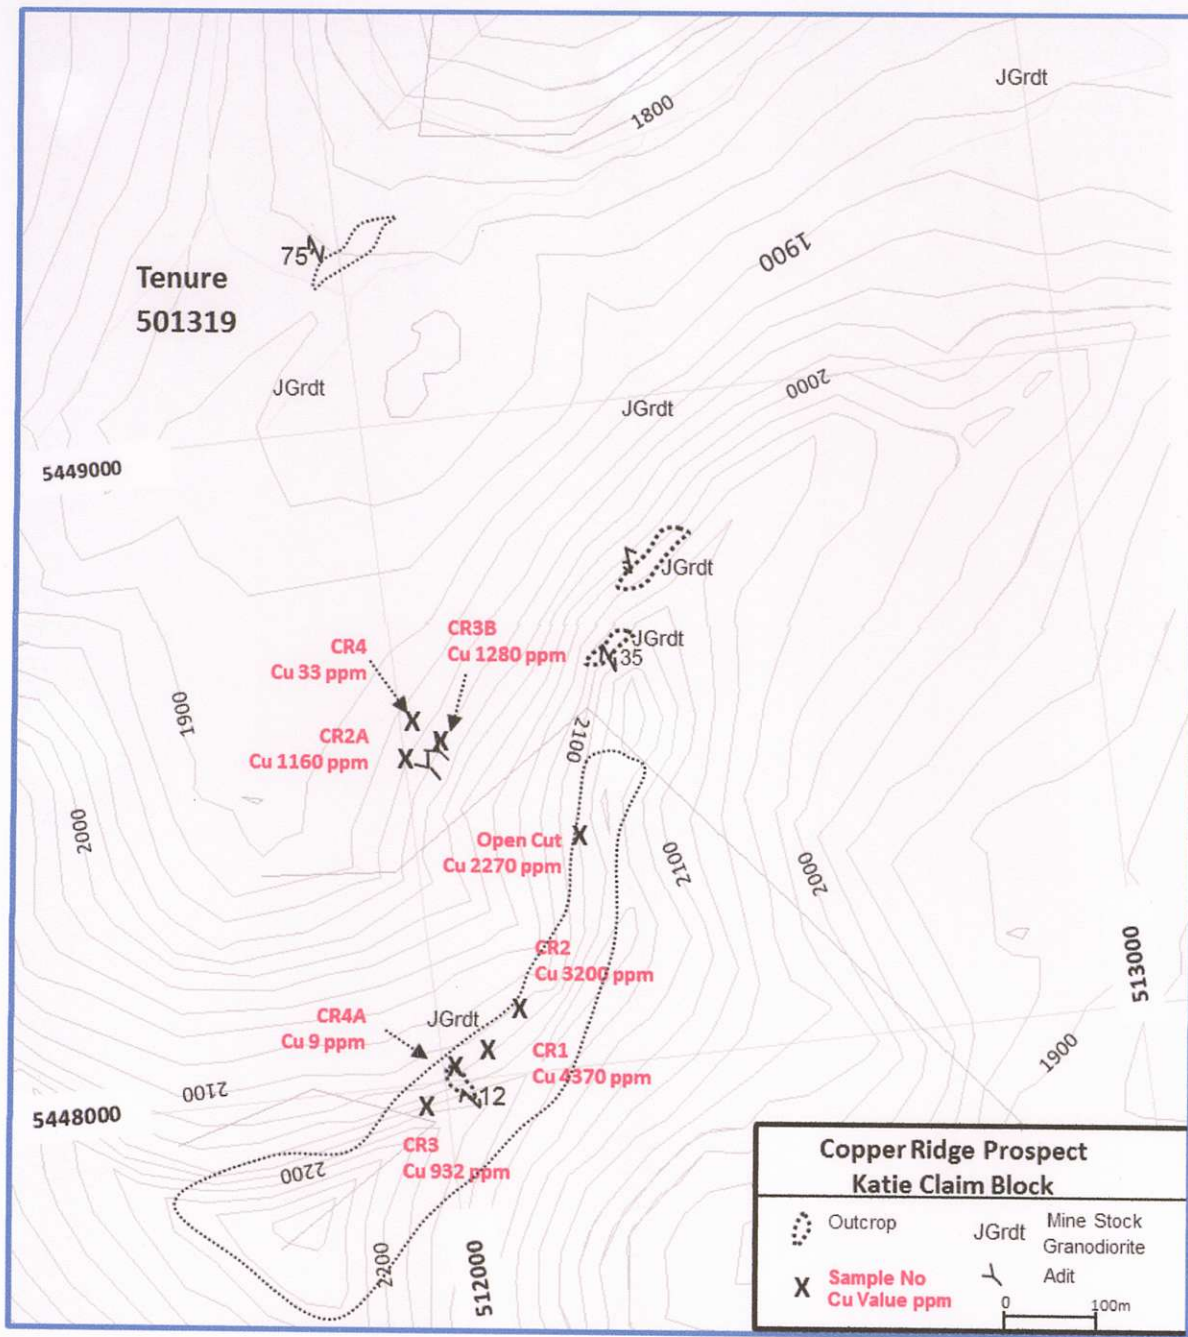 JGrdt
1800
1900
75
Tenure
501319
JGrdt
JGrdt
2000
5449000
JGrdt
CR3B
Cu 1280 ppm
JGrdt
35
CR4
Cu 33 ppm
1900
CR2A
Cu 1160 ppm
2100
2000
Open Cut
Cu 2270 ppm
2100
2000
CR2
Cu 3200 ppm
513000
CR4A
Cu 9 ppm
JGrdt
CR1
Cu 4370 ppm
1900
2100
12
5448000
CR3
Cu 932 ppm
2200
2200
512000
Copper Ridge Prospect
Katie Claim Block
Outcrop
JGrdt
Mine Stock
Granodiorite
X
Sample No
Cu Value ppm
Adit
0
100m